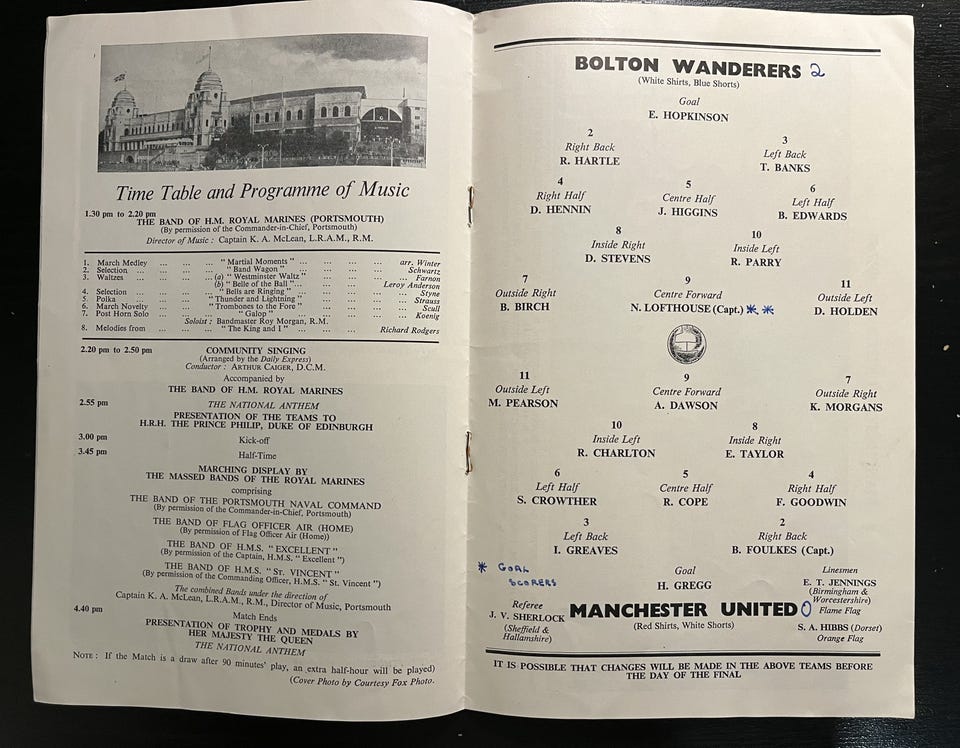 Time Table and Programme of Music
1.30 pm to 2.20 pm
THE BAND OF H.M. ROYAL MARINES (PORTSMOUTH)
(By permission of the Commander-in-Chief, Portsmouth)
Director of Music : Captain K. A. McLean, L.R.A.M., R.M.
1. March Medley ... ... ... " Martial Moments " ... ... ... ... arr. Winter
2. Selection ... ... ... ... " Band Wagon " ... ... ... ... Schwartz
3. Waltzes ... ... ... (a) " Westminster Waltz " ... ... ... Farnon
(b) " Belle of the Ball " ... ... ... ... Leroy Anderson
4. Selection ... ... ... " Bells are Ringing " ... ... ... ... Styne
5. Polka ... ... ... " Thunder and Lightning " ... ... ... Strauss
6. March Novelty ... ... " Trombones to the Fore " ... ... ... Scull
7. Post Horn Solo ... ... ... " Galop " ... ... ... ... Koenig
Soloist : Bandmaster Roy Morgan, R.M.
8. Melodies from ... ... ... " The King and I " ... ... ... Richard Rodgers
2.20 pm to 2.50 pm
COMMUNITY SINGING
(Arranged by the Daily Express)
Conductor : ARTHUR CAIGER, D.C.M.
Accompanied by
THE BAND OF H.M. ROYAL MARINES
2.55 pm
THE NATIONAL ANTHEM
PRESENTATION OF THE TEAMS TO
H.R.H. THE PRINCE PHILIP, DUKE OF EDINBURGH
3.00 pm Kick-off
3.45 pm Half-Time
MARCHING DISPLAY BY
THE MASSED BANDS OF THE ROYAL MARINES
comprising
THE BAND OF THE PORTSMOUTH NAVAL COMMAND
(By permission of the Commander-in-Chief, Portsmouth)
THE BAND OF FLAG OFFICER AIR (HOME)
(By permission of Flag Officer Air (Home))
THE BAND OF H.M.S. " EXCELLENT "
(By permission of the Captain, H.M.S. " Excellent ")
THE BAND OF H.M.S. " ST. VINCENT "
(By permission of the Commanding Officer, H.M.S. " St. Vincent ")
The combined Bands under the direction of
Captain K. A. McLean, L.R.A.M., R.M., Director of Music, Portsmouth
4.40 pm Match Ends
PRESENTATION OF TROPHY AND MEDALS BY
HER MAJESTY THE QUEEN
THE NATIONAL ANTHEM
NOTE : If the Match is a draw after 90 minutes' play, an extra half-hour will be played)
(Cover Photo by Courtesy Fox Photo.
BOLTON WANDERERS 2
(White Shirts, Blue Shorts)
Goal
E. HOPKINSON
2 3
Right Back Left Back
R. HARTLE T. BANKS
4 5 6
Right Half Centre Half Left Half
D. HENNIN J. HIGGINS B. EDWARDS
8 10
Inside Right Inside Left
D. STEVENS R. PARRY
7 9 11
Outside Right Centre Forward Outside Left
B. BIRCH N. LOFTHOUSE (Capt.) *, * D. HOLDEN
11 9 7
Outside Left Centre Forward Outside Right
M. PEARSON A. DAWSON K. MORGANS
10 8
Inside Left Inside Right
R. CHARLTON E. TAYLOR
6 5 4
Left Half Centre Half Right Half
S. CROWTHER R. COPE F. GOODWIN
3 2
Left Back Right Back
I. GREAVES B. FOULKES (Capt.)
* GOAL
SCORERS
Goal
H. GREGG
Linesmen
E. T. JENNINGS
(Birmingham &
Worcestershire)
Flame Flag
S. A. HIBBS (Dorset)
Orange Flag
Referee
J. V. SHERLOCK
(Sheffield &
Hallamshire)
MANCHESTER UNITED 0
(Red Shirts, White Shorts)
IT IS POSSIBLE THAT CHANGES WILL BE MADE IN THE ABOVE TEAMS BEFORE
THE DAY OF THE FINAL